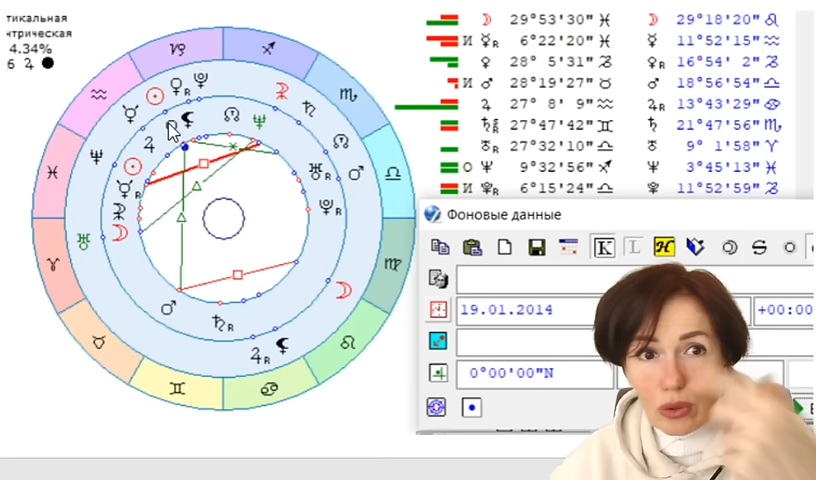 тикальная
нтрическая
4.34%
6 ♃ ●
♑ ♐
♒ ♏
♓ ♎
♈ ♍
♉ ♌
♊ ♋
☽ 29°53'30"♓ ☽ 29°18'20"♌
И ☿R 6°22'20"♓ ☿ 11°52'15"♒
♀ 28° 5'31"♑ ♀R 16°54' 2"♑
И ♂ 28°19'27"♉ ♂ 18°56'54"♎
♃ 27° 8' 9"♒ ♃R 13°43'29"♋
27°47'42"♊ ♄ 21°47'56"♏
♅R 27°32'10"♎ ♅ 9° 1'58"♈
О ♆ 9°32'56"♐ ♆ 3°45'13"♓
И R 6°15'24"♎ 11°52'59"♑
Фоновые данные
K L H S
19.01.2014 +00:00
0°00'00"N